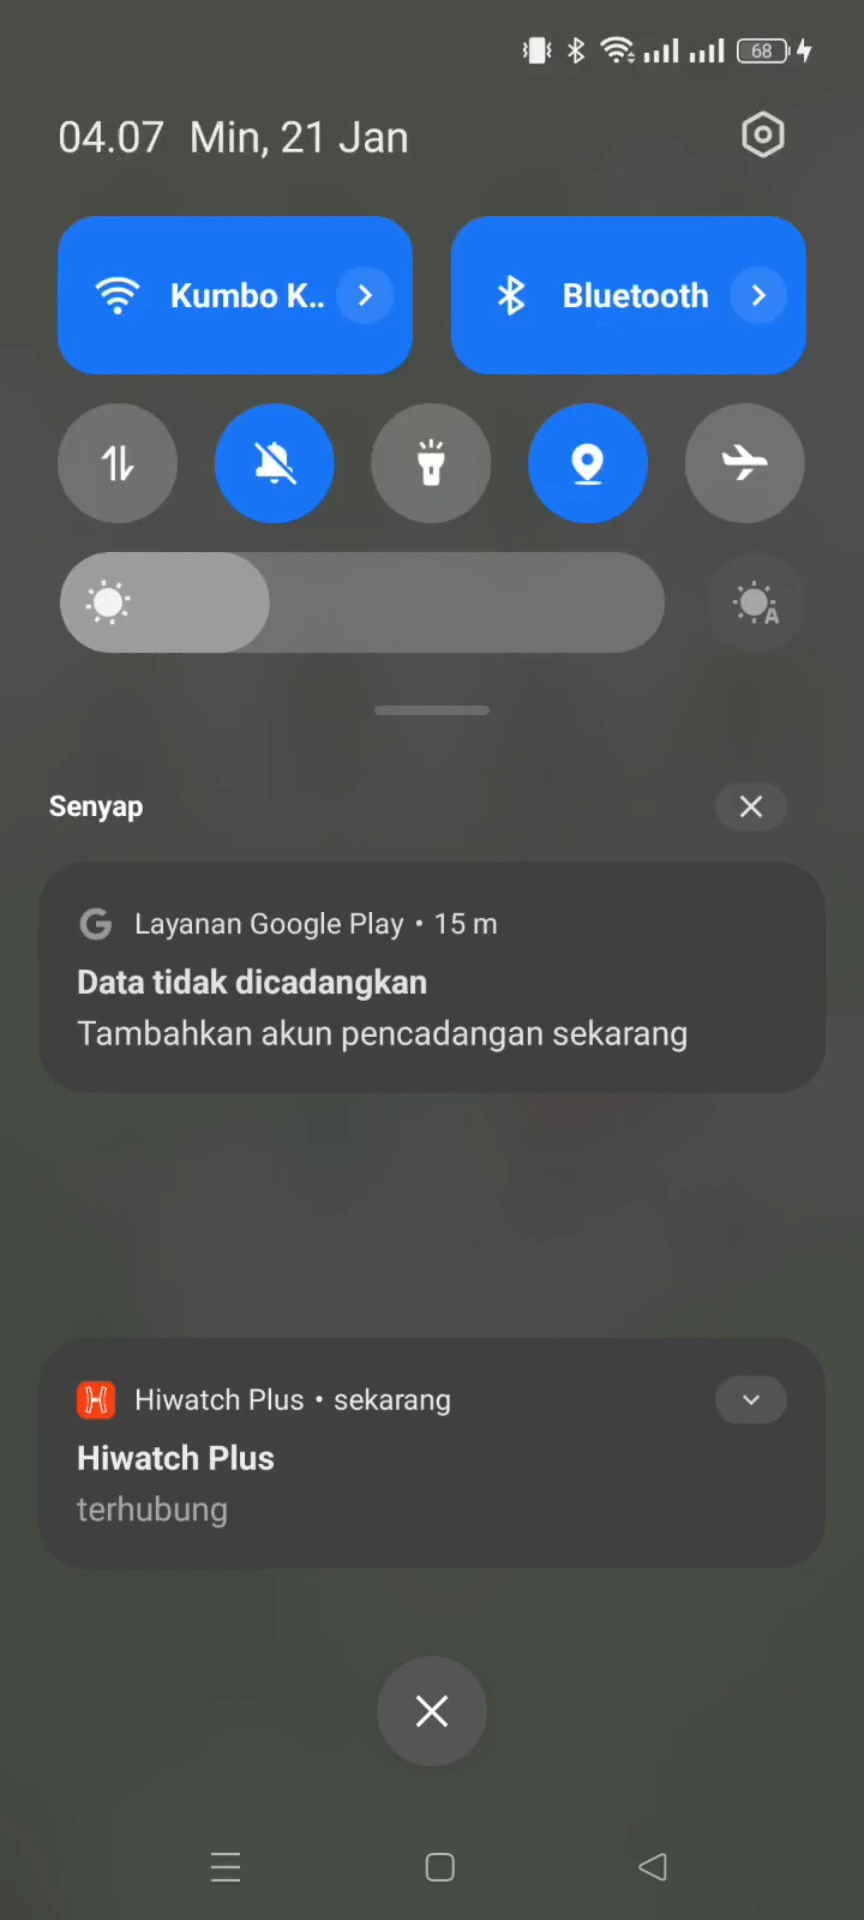 68
04.07 Min, 21 Jan
Kumbo K..
Bluetooth
A
Senyap
Layanan Google Play • 15 m
Data tidak dicadangkan
Tambahkan akun pencadangan sekarang
Hiwatch Plus • sekarang
Hiwatch Plus
terhubung